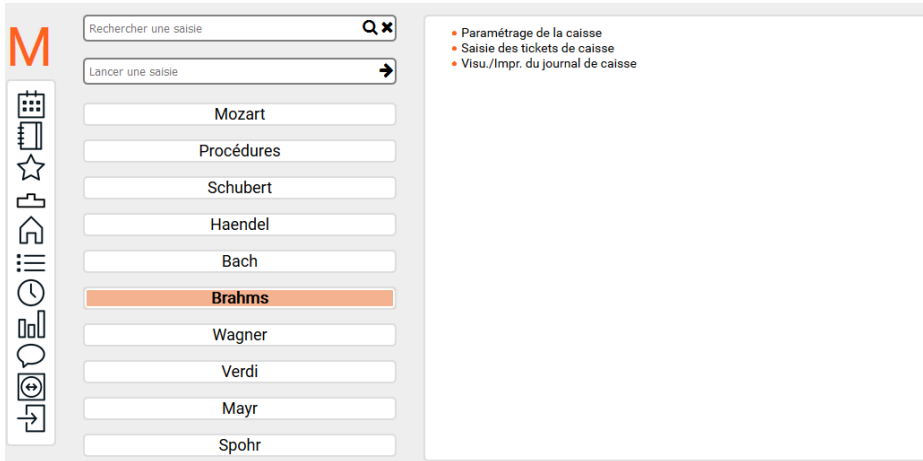 M
Rechercher une saisie
Lancer une saisie
Mozart
Procédures
Schubert
Haendel
Bach
Brahms
Wagner
Verdi
Mayr
Spohr
Paramétrage de la caisse
Saisie des tickets de caisse
Visu./Impr. du journal de caisse